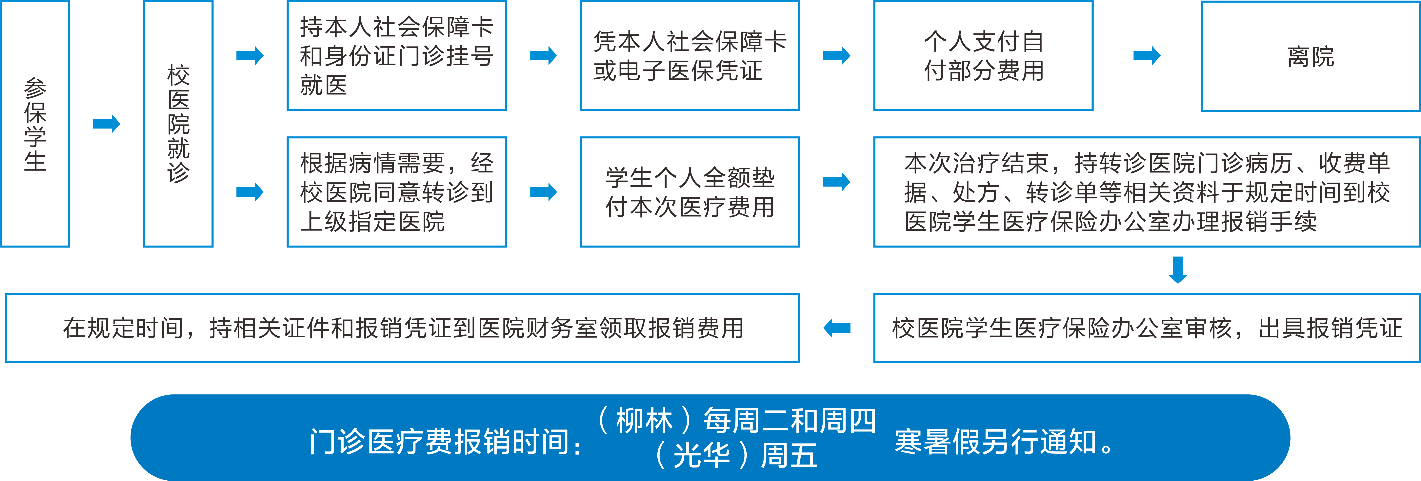 参保学生
校医院就诊
持本人社会保障卡
和身份证门诊挂号
就医
凭本人社会保障卡
或电子医保凭证
个人支付自
付部分费用
离院
根据病情需要，经
校医院同意转诊到
上级指定医院
学生个人全额垫
付本次医疗费用
本次治疗结束，持转诊医院门诊病历、收费单
据、处方、转诊单等相关资料于规定时间到校
医院学生医疗保险办公室办理报销手续
校医院学生医疗保险办公室审核，出具报销凭证
在规定时间，持相关证件和报销凭证到医院财务室领取报销费用
门诊医疗费报销时间：
（柳林）每周二和周四
（光华）周五
寒暑假另行通知。